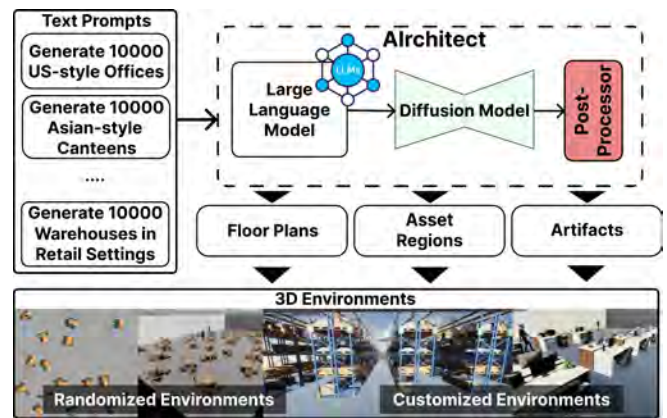 Text Prompts
Generate 10000
US-style Offices
Generate 10000
Asian-style
Canteens
....
Generate 10000
Warehouses in
Retail Settings
AIrchitect
LLMs
Large
Language
Model
Diffusion Model
Post-
Processor
Floor Plans
Asset
Regions
Artifacts
3D Environments
Randomized Environments
Customized Environments